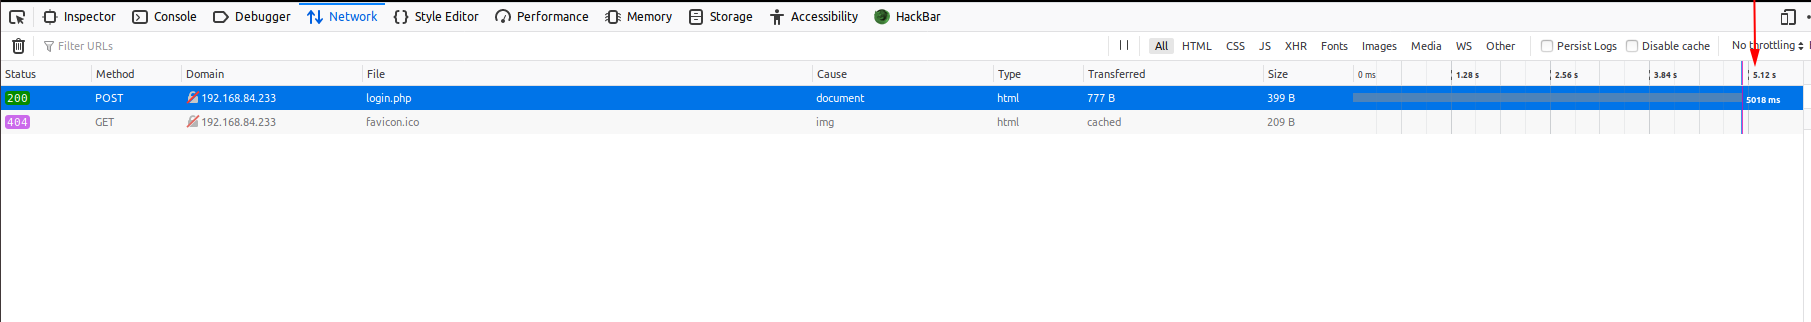 Inspector Console Debugger Network Style Editor Performance Memory Storage Accessibility HackBar
Filter URLs All HTML CSS JS XHR Fonts Images Media WS Other Persist Logs Disable cache No throttling
Status Method Domain File Cause Type Transferred Size 0 ms 1.28 s 2.56 s 3.84 s 5.12 s
200 POST 192.168.84.233 login.php document html 777 B 399 B 5018 ms
404 GET 192.168.84.233 favicon.ico img html cached 209 B